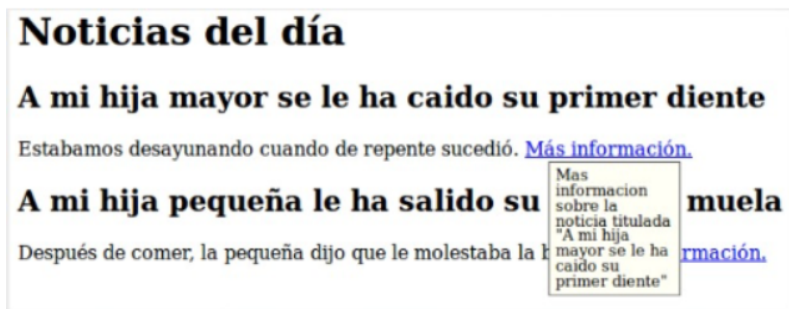 Noticias del día
A mi hija mayor se le ha caido su primer diente
Estabamos desayunando cuando de repente sucedió. Más información.
A mi hija pequeña le ha salido su muela
Después de comer, la pequeña dijo que le molestaba la
Mas
informacion
sobre la
noticia titulada
"A mi hija
mayor se le ha
caido su
primer diente"